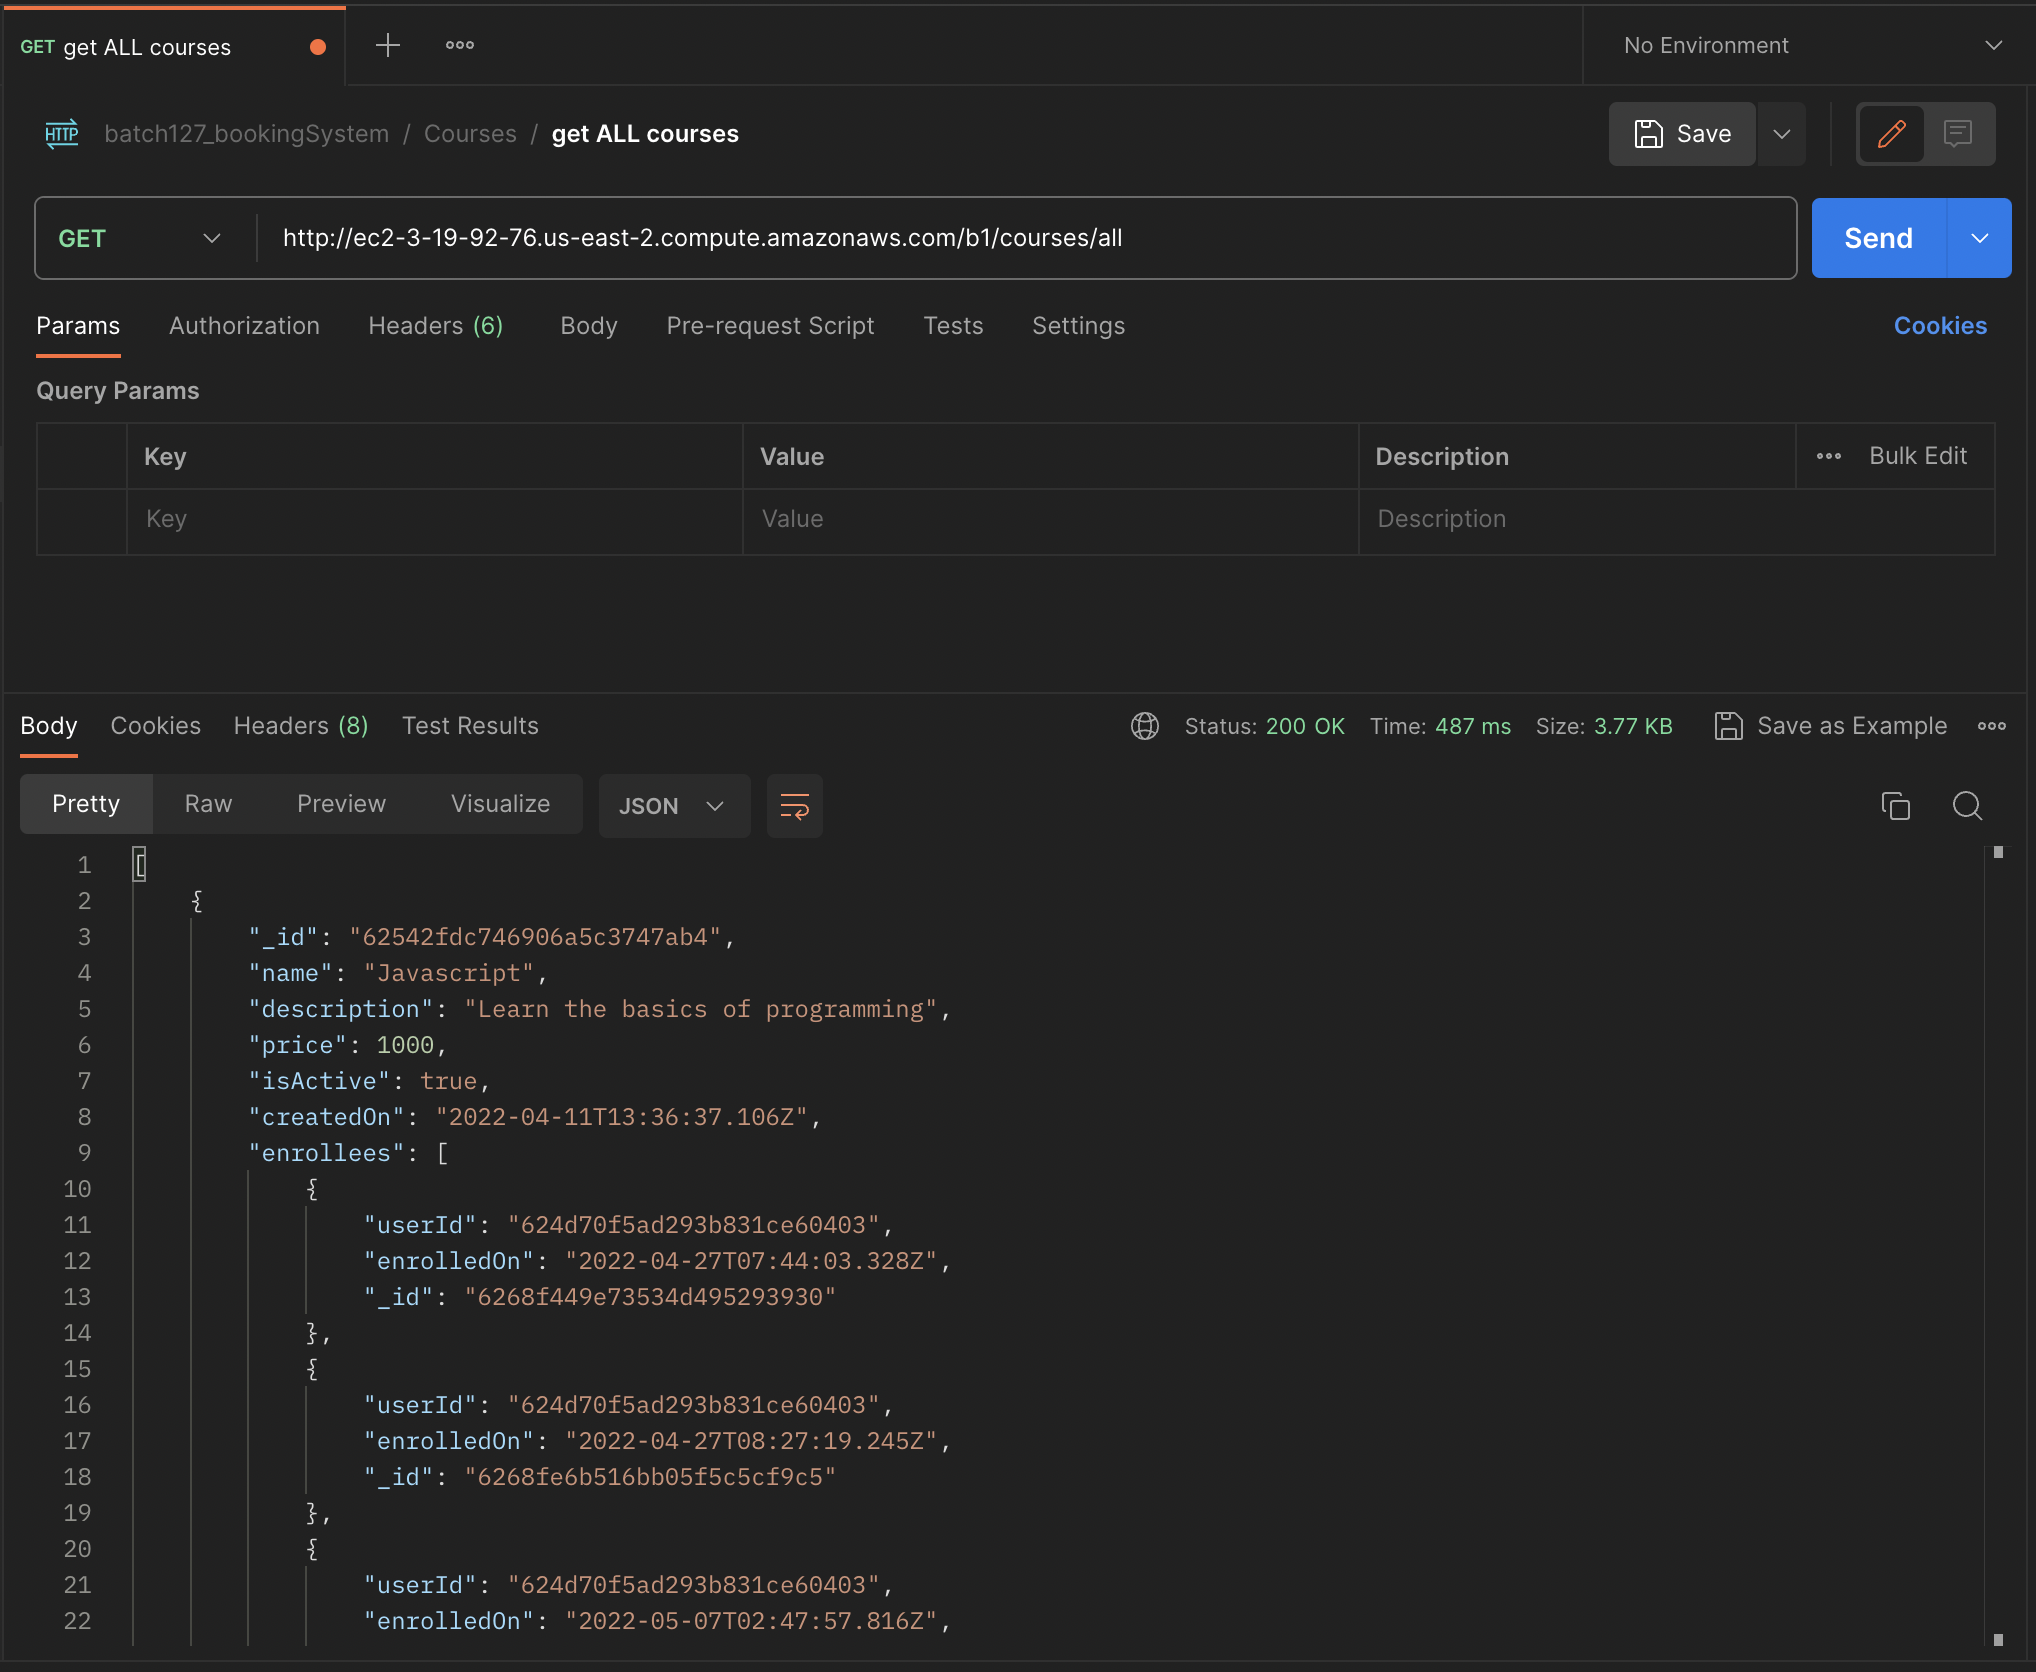 GET get ALL courses
No Environment
HTTP batch127_bookingSystem / Courses / get ALL courses
Save
GET http://ec2-3-19-92-76.us-east-2.compute.amazonaws.com/b1/courses/all
Send
Params Authorization Headers (6) Body Pre-request Script Tests Settings Cookies
Query Params
Key Value Description Bulk Edit
Key Value Description
Body Cookies Headers (8) Test Results Status: 200 OK Time: 487 ms Size: 3.77 KB Save as Example
Pretty Raw Preview Visualize JSON
1 [
2 {
3 "_id": "62542fdc746906a5c3747ab4",
4 "name": "Javascript",
5 "description": "Learn the basics of programming",
6 "price": 1000,
7 "isActive": true,
8 "createdOn": "2022-04-11T13:36:37.106Z",
9 "enrollees": [
10 {
11 "userId": "624d70f5ad293b831ce60403",
12 "enrolledOn": "2022-04-27T07:44:03.328Z",
13 "_id": "6268f449e73534d495293930"
14 },
15 {
16 "userId": "624d70f5ad293b831ce60403",
17 "enrolledOn": "2022-04-27T08:27:19.245Z",
18 "_id": "6268fe6b516bb05f5c5cf9c5"
19 },
20 {
21 "userId": "624d70f5ad293b831ce60403",
22 "enrolledOn": "2022-05-07T02:47:57.816Z",